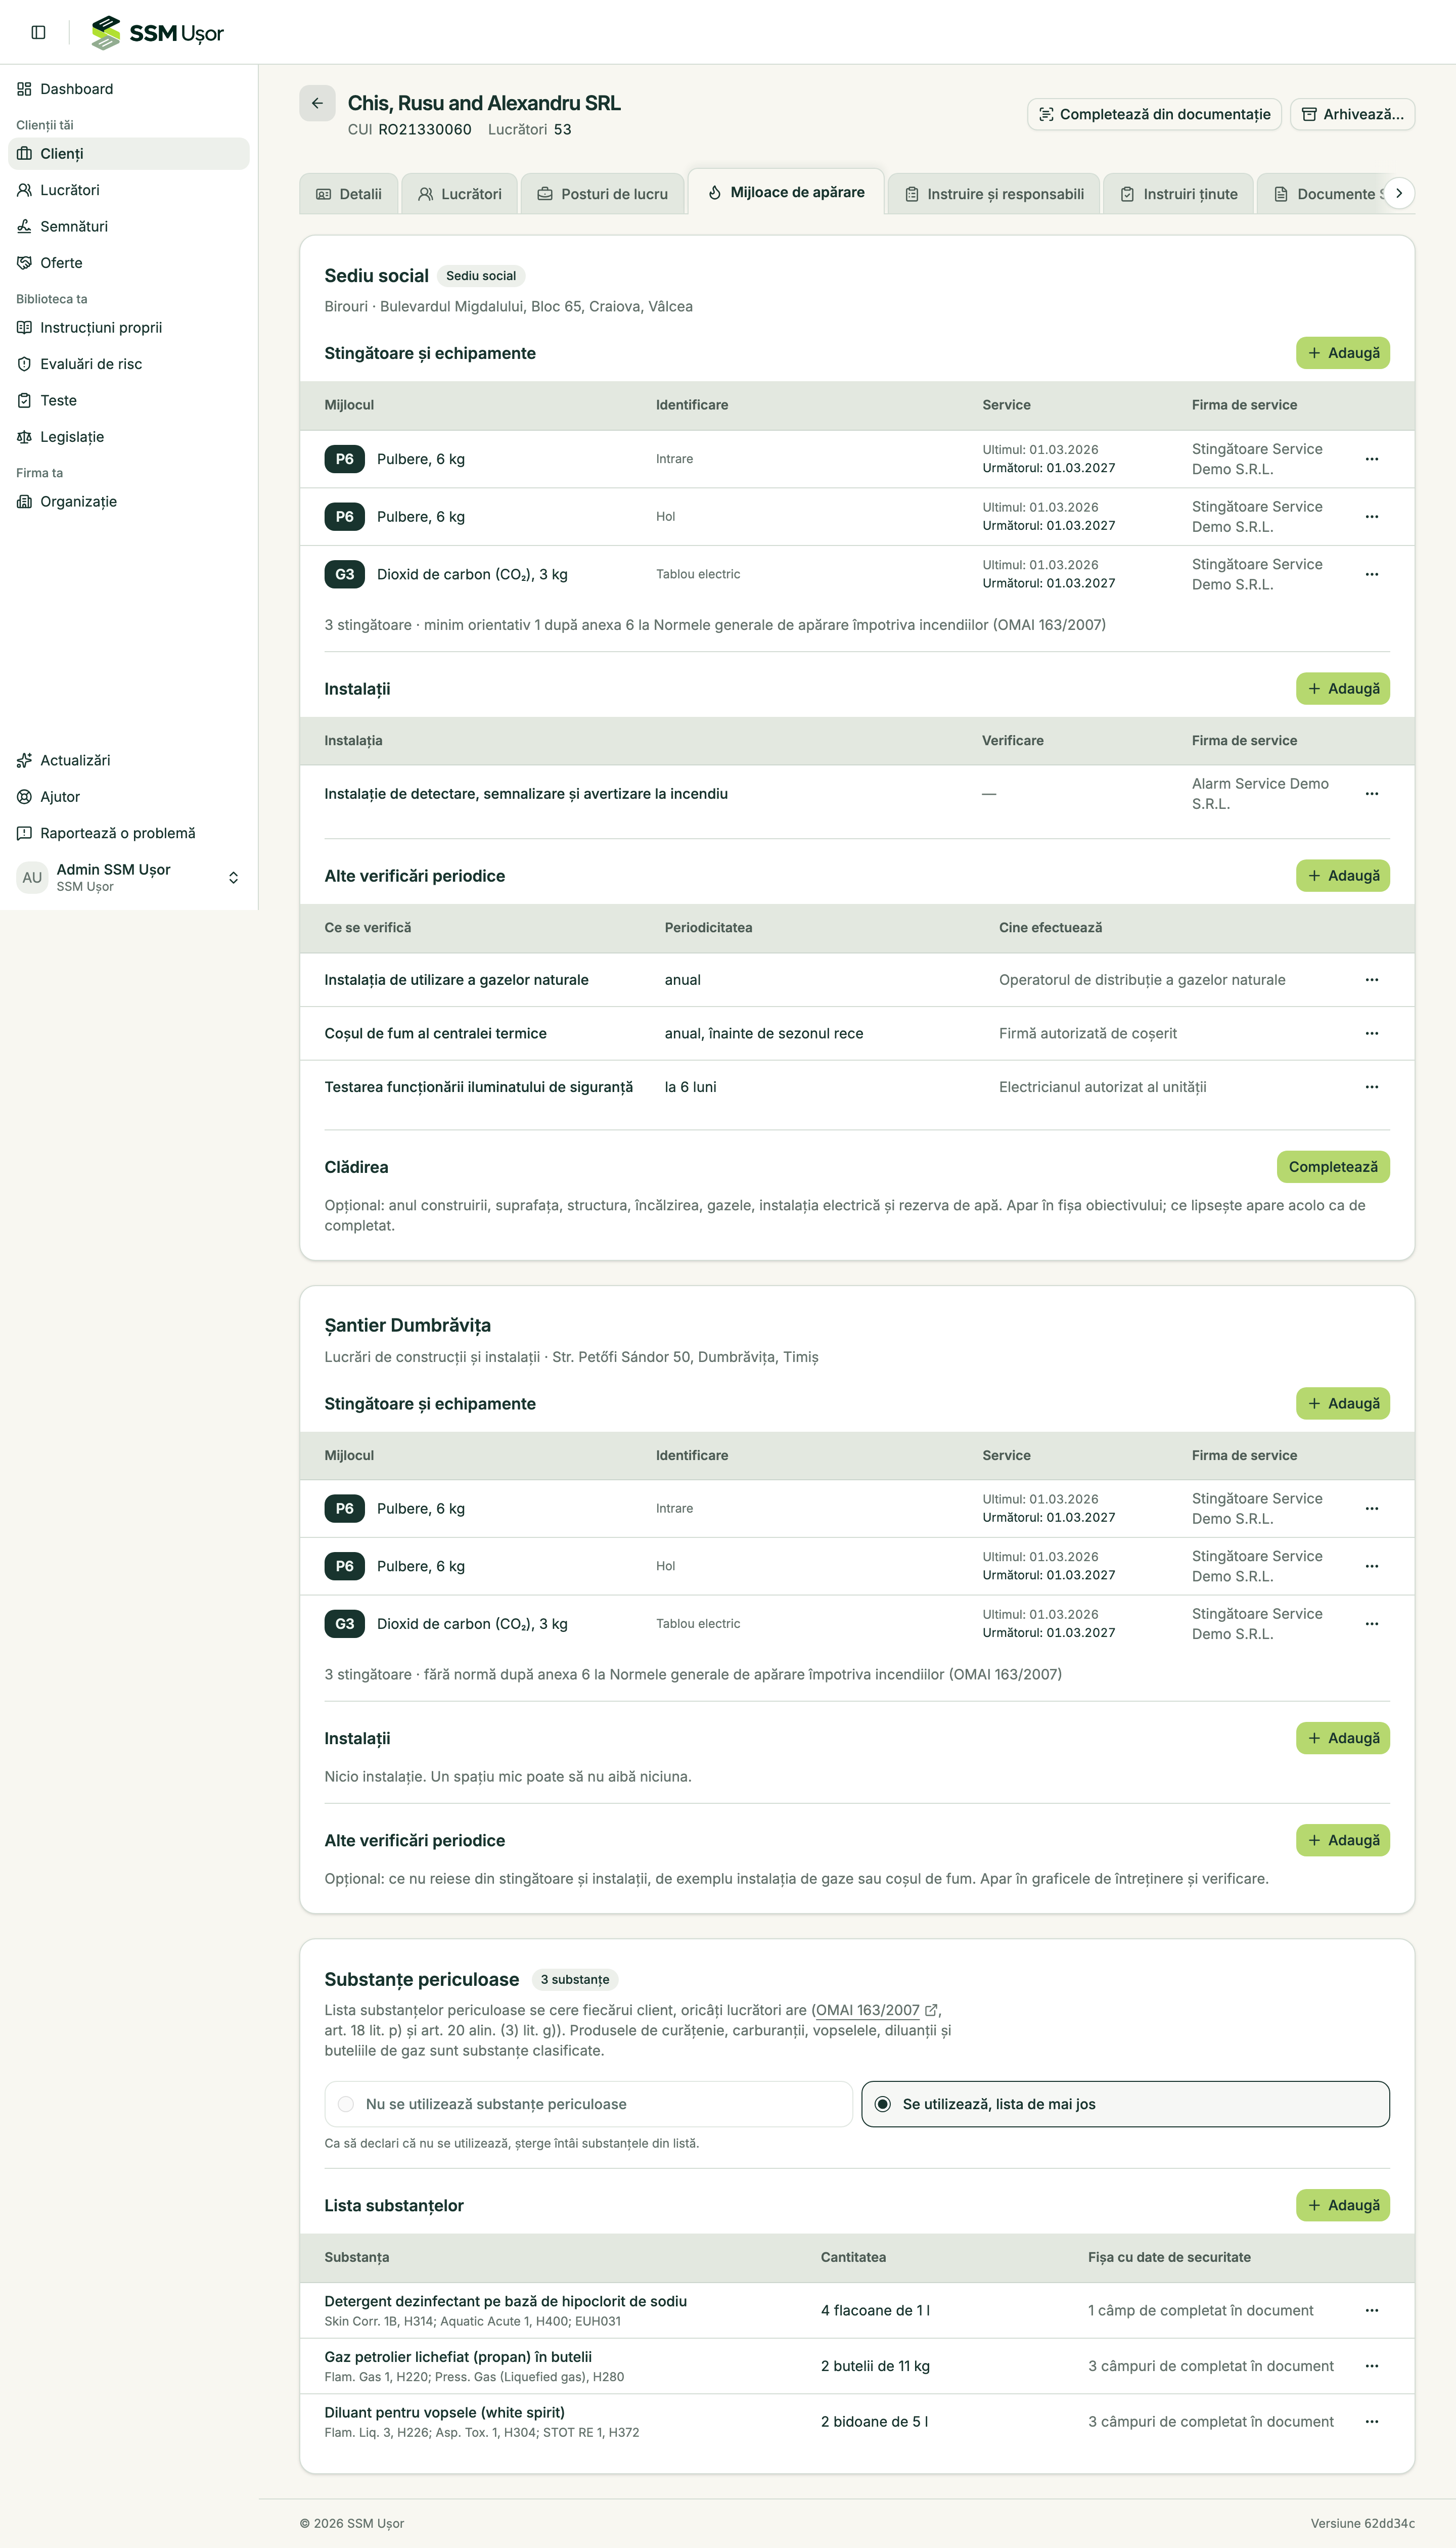 SSM Ușor
Dashboard
Clienții tăi
Clienți
Lucrători
Semnături
Oferte
Biblioteca ta
Instrucțiuni proprii
Evaluări de risc
Teste
Legislație
Firma ta
Organizație
Actualizări
Ajutor
Raportează o problemă
AU
Admin SSM Ușor
SSM Ușor
Chis, Rusu and Alexandru SRL
CUI RO21330060 Lucrători 53
Completează din documentație
Arhivează...
Detalii
Lucrători
Posturi de lucru
Mijloace de apărare
Instruire și responsabili
Instruiri ținute
Documente
Sediu social Sediu social
Birouri · Bulevardul Migdalului, Bloc 65, Craiova, Vâlcea
Stingătoare și echipamente
+ Adaugă
Mijlocul Identificare Service Firma de service
P6 Pulbere, 6 kg
Intrare
Ultimul: 01.03.2026
Următorul: 01.03.2027
Stingătoare Service
Demo S.R.L.
P6 Pulbere, 6 kg
Hol
Ultimul: 01.03.2026
Următorul: 01.03.2027
Stingătoare Service
Demo S.R.L.
G3 Dioxid de carbon (CO₂), 3 kg
Tablou electric
Ultimul: 01.03.2026
Următorul: 01.03.2027
Stingătoare Service
Demo S.R.L.
3 stingătoare · minim orientativ 1 după anexa 6 la Normele generale de apărare împotriva incendiilor (OMAI 163/2007)
Instalații
+ Adaugă
Instalația Verificare Firma de service
Instalație de detectare, semnalizare și avertizare la incendiu
—
Alarm Service Demo
S.R.L.
Alte verificări periodice
+ Adaugă
Ce se verifică Periodicitatea Cine efectuează
Instalația de utilizare a gazelor naturale anual Operatorul de distribuție a gazelor naturale
Coșul de fum al centralei termice anual, înainte de sezonul rece Firmă autorizată de coșerit
Testarea funcționării iluminatului de siguranță la 6 luni Electricianul autorizat al unității
Clădirea
Completează
Opțional: anul construirii, suprafața, structura, încălzirea, gazele, instalația electrică și rezerva de apă. Apar în fișa obiectivului; ce lipsește apare acolo ca de
completat.
Șantier Dumbrăvița
Lucrări de construcții și instalații · Str. Petőfi Sándor 50, Dumbrăvița, Timiș
Stingătoare și echipamente
+ Adaugă
Mijlocul Identificare Service Firma de service
P6 Pulbere, 6 kg
Intrare
Ultimul: 01.03.2026
Următorul: 01.03.2027
Stingătoare Service
Demo S.R.L.
P6 Pulbere, 6 kg
Hol
Ultimul: 01.03.2026
Următorul: 01.03.2027
Stingătoare Service
Demo S.R.L.
G3 Dioxid de carbon (CO₂), 3 kg
Tablou electric
Ultimul: 01.03.2026
Următorul: 01.03.2027
Stingătoare Service
Demo S.R.L.
3 stingătoare · fără normă după anexa 6 la Normele generale de apărare împotriva incendiilor (OMAI 163/2007)
Instalații
+ Adaugă
Nicio instalație. Un spațiu mic poate să nu aibă niciuna.
Alte verificări periodice
+ Adaugă
Opțional: ce nu reiese din stingătoare și instalații, de exemplu instalația de gaze sau coșul de fum. Apar în graficele de întreținere și verificare.
Substanțe periculoase 3 substanțe
Lista substanțelor periculoase se cere fiecărui client, oricâți lucrători are (OMAI 163/2007,
art. 18 lit. p) și art. 20 alin. (3) lit. g)). Produsele de curățenie, carburanții, vopselele, diluanții și
buteliile de gaz sunt substanțe clasificate.
Nu se utilizează substanțe periculoase
Se utilizează, lista de mai jos
Ca să declari că nu se utilizează, șterge întâi substanțele din listă.
Lista substanțelor
+ Adaugă
Substanța Cantitatea Fișa cu date de securitate
Detergent dezinfectant pe bază de hipoclorit de sodiu
Skin Corr. 1B, H314; Aquatic Acute 1, H400; EUH031
4 flacoane de 1 l
1 câmp de completat în document
Gaz petrolier lichefiat (propan) în butelii
Flam. Gas 1, H220; Press. Gas (Liquefied gas), H280
2 butelii de 11 kg
3 câmpuri de completat în document
Diluant pentru vopsele (white spirit)
Flam. Liq. 3, H226; Asp. Tox. 1, H304; STOT RE 1, H372
2 bidoane de 5 l
3 câmpuri de completat în document
© 2026 SSM Ușor
Versiune 62dd34c